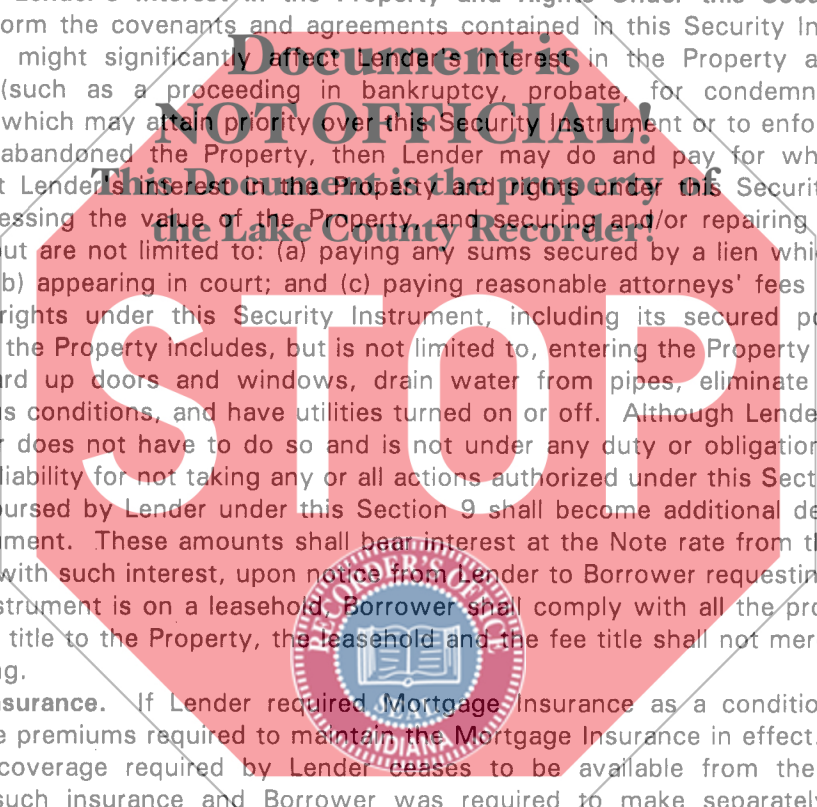 Lender's Interest in the Property and Rights Under this Secu
orm the covenants and agreements contained in this Security In
might significantly affect Lender's interest in the Property a
(such as a proceeding in bankruptcy, probate, for condemn
which may attain priority over this Security Instrument or to enfo
abandoned the Property, then Lender may do and pay for wh
t Lender's interest in the Property and rights under this Securit
essing the value of the Property, and securing and/or repairing
out are not limited to: (a) paying any sums secured by a lien whi
b) appearing in court; and (c) paying reasonable attorneys' fees
rights under this Security Instrument, including its secured po
the Property includes, but is not limited to, entering the Property
ard up doors and windows, drain water from pipes, eliminate
us conditions, and have utilities turned on or off. Although Lende
r does not have to do so and is not under any duty or obligation
liability for not taking any or all actions authorized under this Sect
bursed by Lender under this Section 9 shall become additional de
ument. These amounts shall bear interest at the Note rate from t
with such interest, upon notice from Lender to Borrower requestin
strument is on a leasehold, Borrower shall comply with all the pro
title to the Property, the leasehold and the fee title shall not mer
ng.
nsurance. If Lender required Mortgage Insurance as a conditio
e premiums required to maintain the Mortgage Insurance in effect.
coverage required by Lender ceases to be available from the
such insurance and Borrower was required to make separately
Document is
NOT OFFICIAL!
This Document is the property of
the Lake County Recorder!
STOP
RECORDER'S OFFICE
SEAL
INDIANA